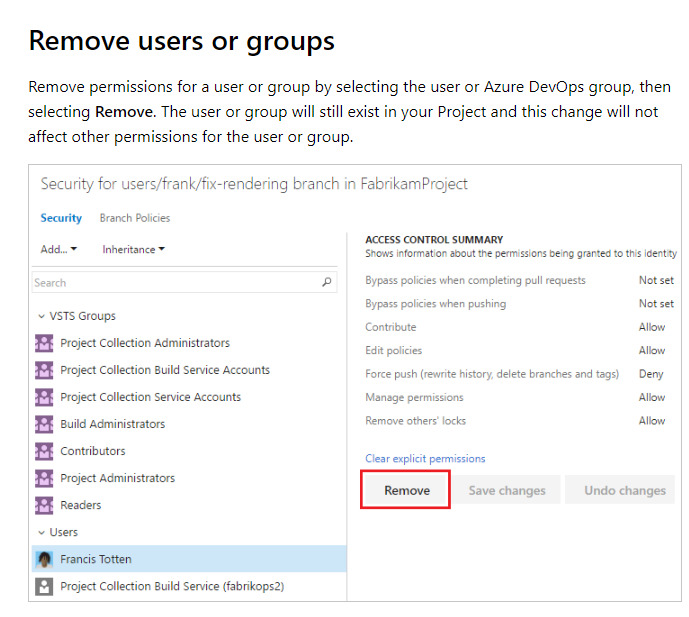 Remove users or groups
Remove permissions for a user or group by selecting the user or Azure DevOps group, then
selecting Remove. The user or group will still exist in your Project and this change will not
affect other permissions for the user or group.
Security for users/frank/fix-rendering branch in FabrikamProject
Security Branch Policies
Add... Inheritance
Search
VSTS Groups
Project Collection Administrators
Project Collection Build Service Accounts
Project Collection Service Accounts
Build Administrators
Contributors
Project Administrators
Readers
Users
Francis Totten
Project Collection Build Service (fabrikops2)
ACCESS CONTROL SUMMARY
Shows information about the permissions being granted to this identity
Bypass policies when completing pull requests Not set
Bypass policies when pushing Not set
Contribute Allow
Edit policies Allow
Force push (rewrite history, delete branches and tags) Deny
Manage permissions Allow
Remove others' locks Allow
Clear explicit permissions
Remove Save changes Undo changes